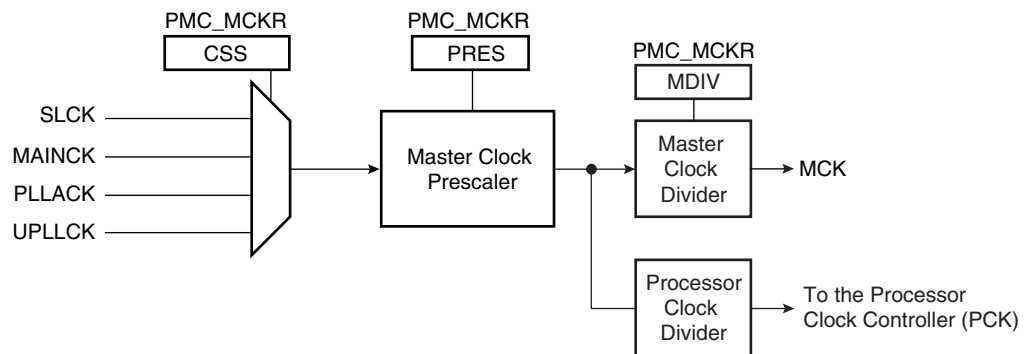 PMC_MCKR
CSS
PMC_MCKR
PRES
PMC_MCKR
MDIV
SLCK
MAINCK
PLLACK
UPLLCK
Master Clock
Prescaler
Master
Clock
Divider
MCK
Processor
Clock
Divider
To the Processor
Clock Controller (PCK)